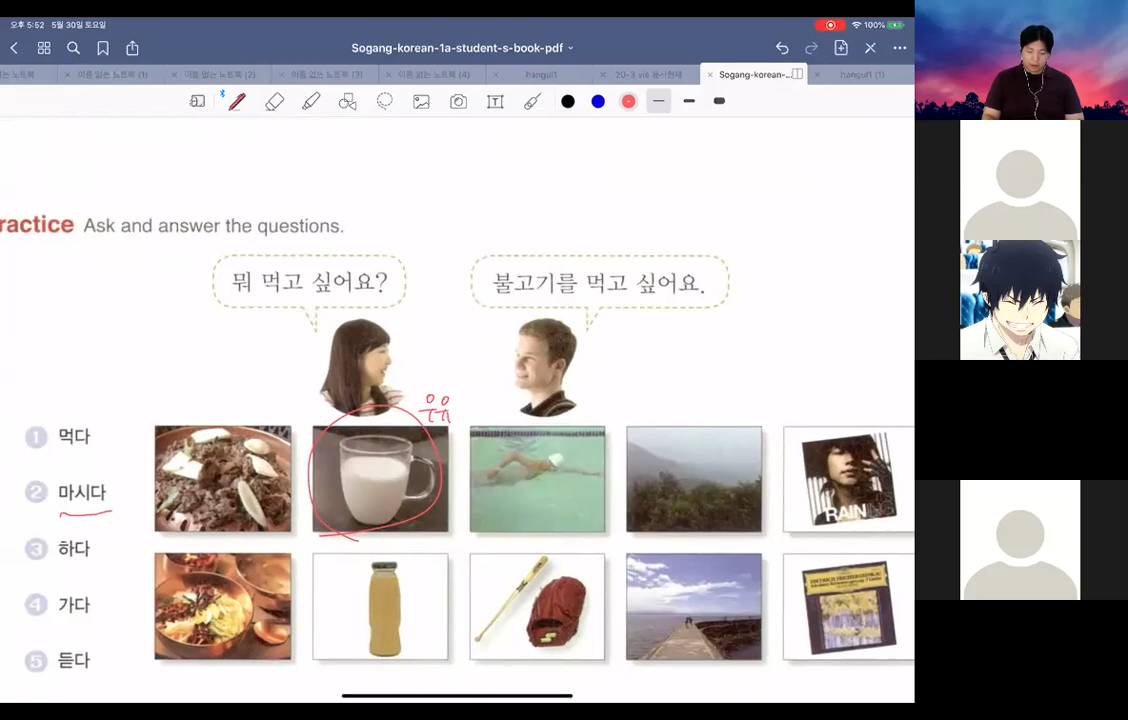 오후 5:52 5월 30일 토요일
100%
Sogang-korean-1a-student-s-book-pdf
이름 없는 노트북 (1)
이름 없는 노트북 (2)
이름 없는 노트북 (3)
이름 없는 노트북 (4)
hangul1
Sogang-korean-...
hangul1 (1)
ractice Ask and answer the questions.
뭐 먹고 싶어요?
불고기를 먹고 싶어요.
1 먹다
2 마시다
3 하다
4 가다
5 듣다
RAIN